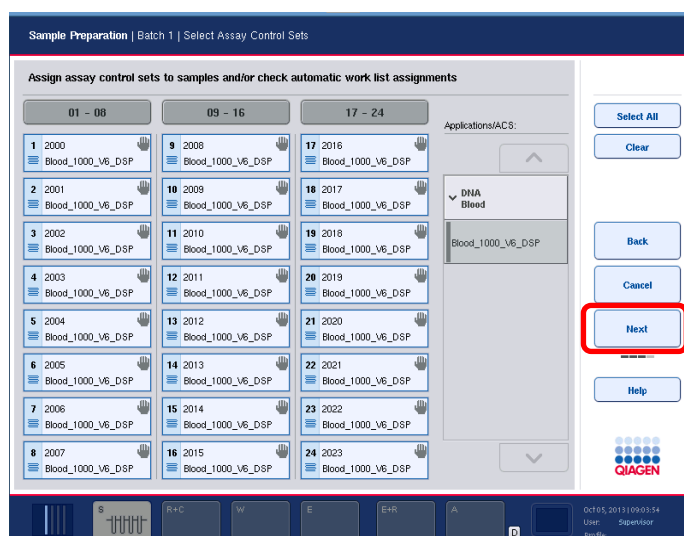 Sample Preparation | Batch 1 | Select Assay Control Sets
Assign assay control sets to samples and/or check automatic work list assignments
01 - 08
09 - 16
17 - 24
Applications/ACS:
1 2000
Blood_1000_V6_DSP
2 2001
Blood_1000_V6_DSP
3 2002
Blood_1000_V6_DSP
4 2003
Blood_1000_V6_DSP
5 2004
Blood_1000_V6_DSP
6 2005
Blood_1000_V6_DSP
7 2006
Blood_1000_V6_DSP
8 2007
Blood_1000_V6_DSP
9 2008
Blood_1000_V6_DSP
10 2009
Blood_1000_V6_DSP
11 2010
Blood_1000_V6_DSP
12 2011
Blood_1000_V6_DSP
13 2012
Blood_1000_V6_DSP
14 2013
Blood_1000_V6_DSP
15 2014
Blood_1000_V6_DSP
16 2015
Blood_1000_V6_DSP
17 2016
Blood_1000_V6_DSP
18 2017
Blood_1000_V6_DSP
19 2018
Blood_1000_V6_DSP
20 2019
Blood_1000_V6_DSP
21 2020
Blood_1000_V6_DSP
22 2021
Blood_1000_V6_DSP
23 2022
Blood_1000_V6_DSP
24 2023
Blood_1000_V6_DSP
DNA
Blood
Blood_1000_V6_DSP
Select All
Clear
Back
Cancel
Next
Help
QIAGEN
S
R+C
W
E
E+R
A
D
Oct 05, 2013 | 09:03:54
User: Supervisor
Profile: